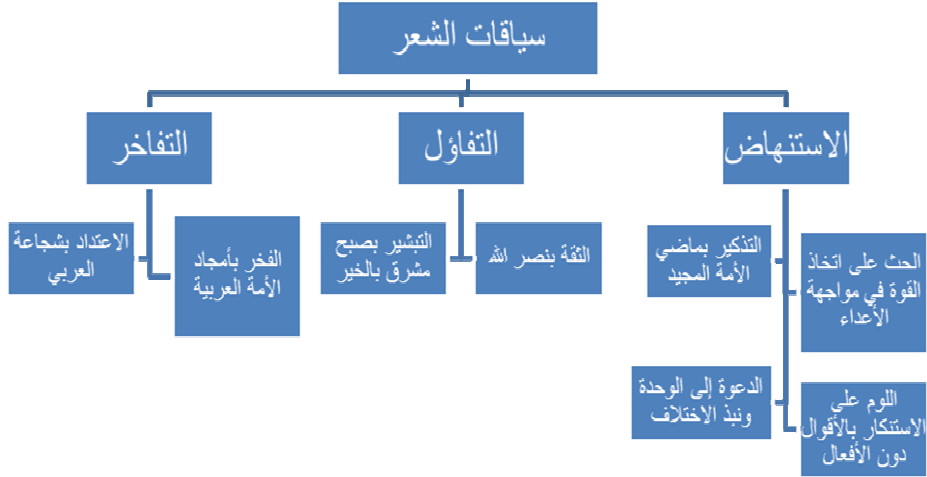 سياقات الشعر
الاستنهاض
التفاؤل
التفاخر
الحث على اتخاذ
القوة في مواجهة
الأعداء
التذكير بماضي
الأمة المجيد
اللوم على
الاستنكار بالأقوال
دون الأفعال
الدعوة إلى الوحدة
ونبذ الاختلاف
الثقة بنصر الله
التبشير بصبح
مشرق بالخير
الفخر بأمجاد
الأمة العربية
الاعتداد بشجاعة
العربي